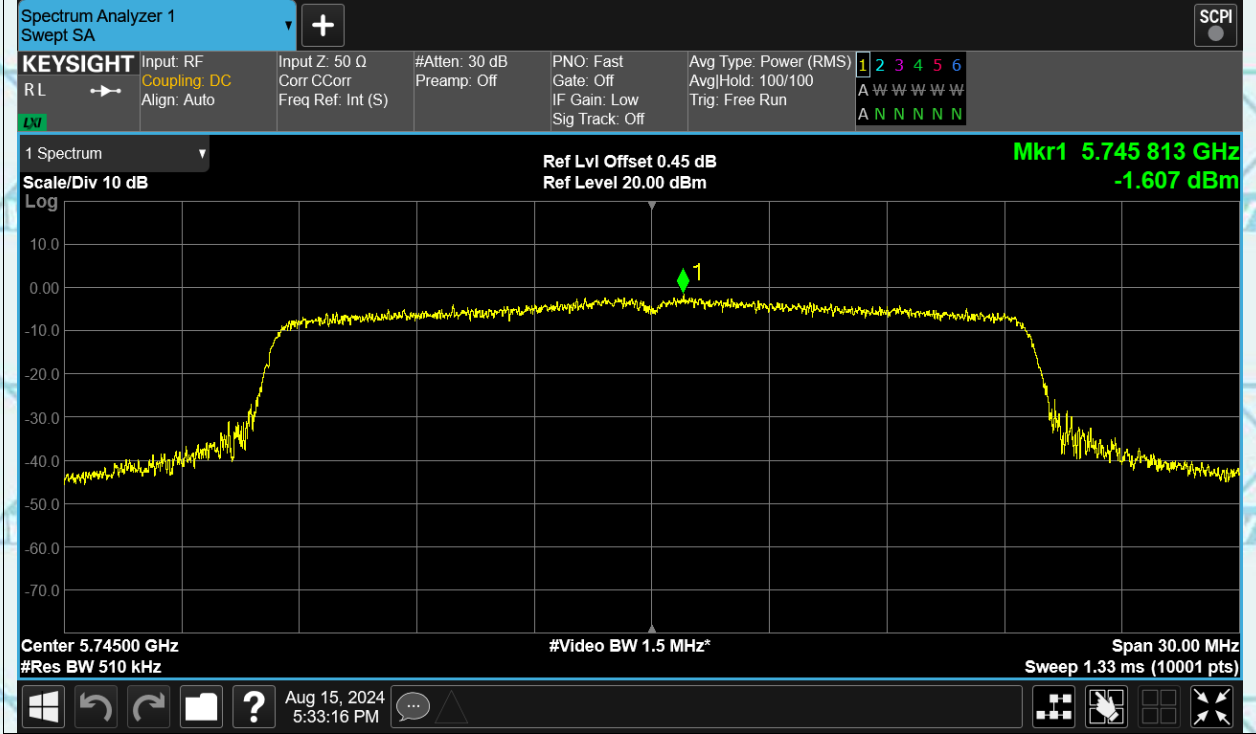 Spectrum Analyzer 1
Swept SA
SCPI
KEYSIGHT
RL
LXI
Input: RF
Coupling: DC
Align: Auto
Input Z: 50 Ω
Corr CCorr
Freq Ref: Int (S)
#Atten: 30 dB
Preamp: Off
PNO: Fast
Gate: Off
IF Gain: Low
Sig Track: Off
Avg Type: Power (RMS)
Avg|Hold: 100/100
Trig: Free Run
1 2 3 4 5 6
A W W W W W
A N N N N N
1 Spectrum
Scale/Div 10 dB
Ref Lvl Offset 0.45 dB
Ref Level 20.00 dBm
Mkr1 5.745 813 GHz
-1.607 dBm
Log
10.0
0.00
-10.0
-20.0
-30.0
-40.0
-50.0
-60.0
-70.0
1
Center 5.74500 GHz
#Res BW 510 kHz
#Video BW 1.5 MHz*
Span 30.00 MHz
Sweep 1.33 ms (10001 pts)
?
Aug 15, 2024
5:33:16 PM